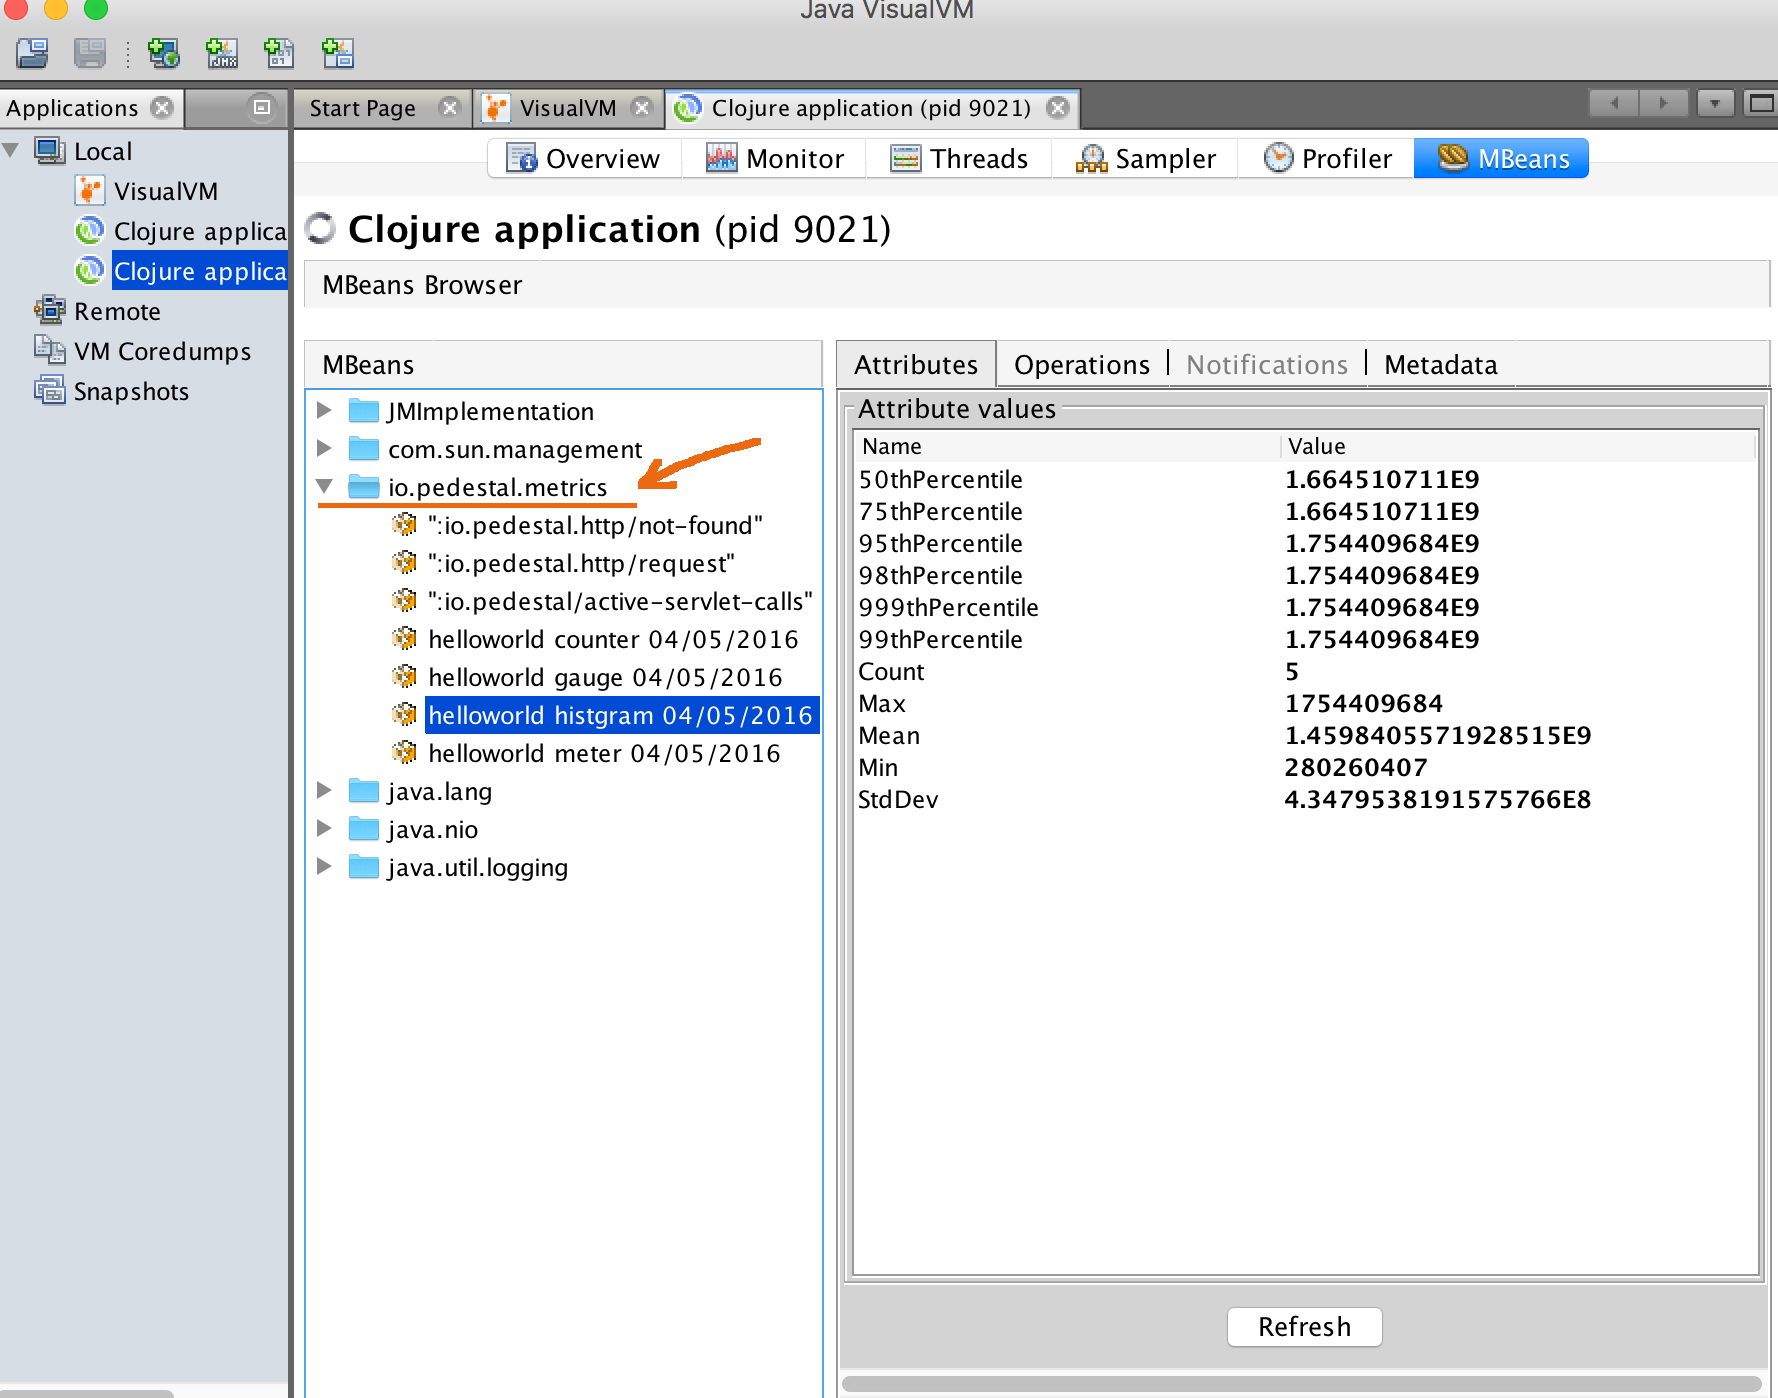 Java VisualVM
JMX
Applications
Start Page
VisualVM
Clojure application (pid 9021)
Local
VisualVM
Clojure applica
Clojure applica
Remote
VM Coredumps
Snapshots
Overview
Monitor
Threads
Sampler
Profiler
MBeans
Clojure application (pid 9021)
MBeans Browser
MBeans
JMImplementation
com.sun.management
io.pedestal.metrics
":io.pedestal.http/not-found"
":io.pedestal.http/request"
":io.pedestal/active-servlet-calls"
helloworld counter 04/05/2016
helloworld gauge 04/05/2016
helloworld histgram 04/05/2016
helloworld meter 04/05/2016
java.lang
java.nio
java.util.logging
Attributes
Operations
Notifications
Metadata
Attribute values
Name Value
50thPercentile 1.664510711E9
75thPercentile 1.664510711E9
95thPercentile 1.754409684E9
98thPercentile 1.754409684E9
999thPercentile 1.754409684E9
99thPercentile 1.754409684E9
Count 5
Max 1754409684
Mean 1.4598405571928515E9
Min 280260407
StdDev 4.3479538191575766E8
Refresh